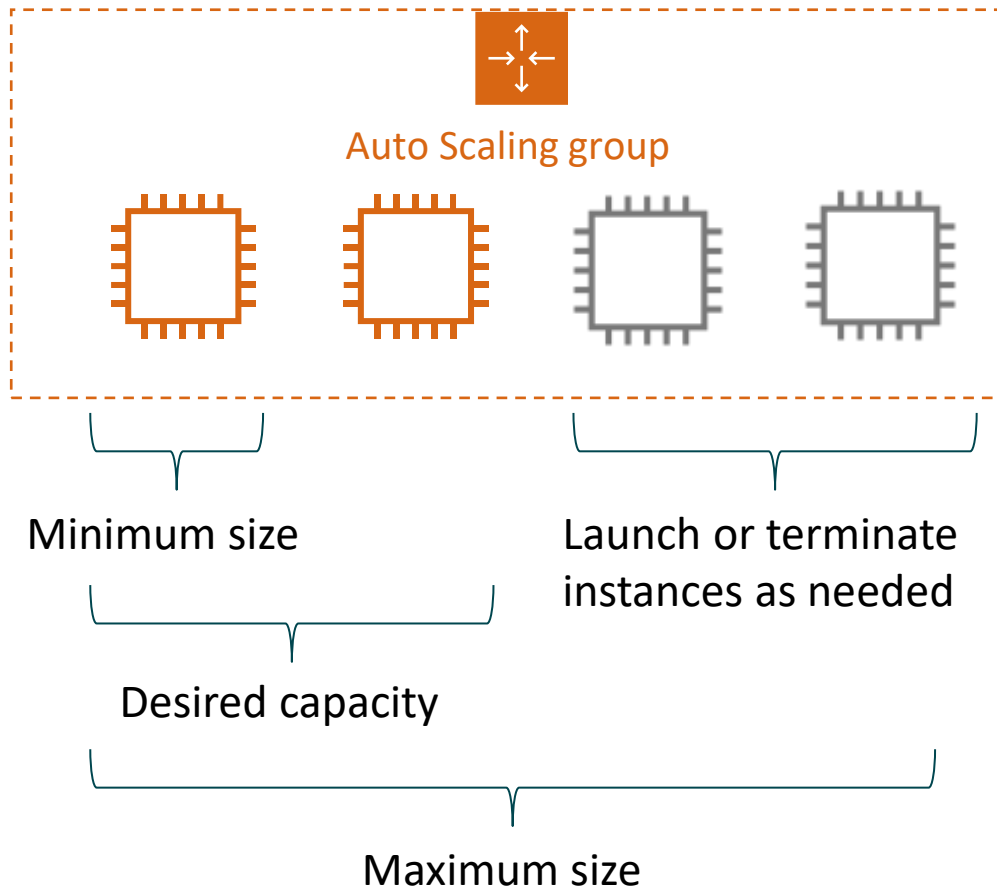 Auto Scaling group
Minimum size
Launch or terminate
instances as needed
Desired capacity
Maximum size